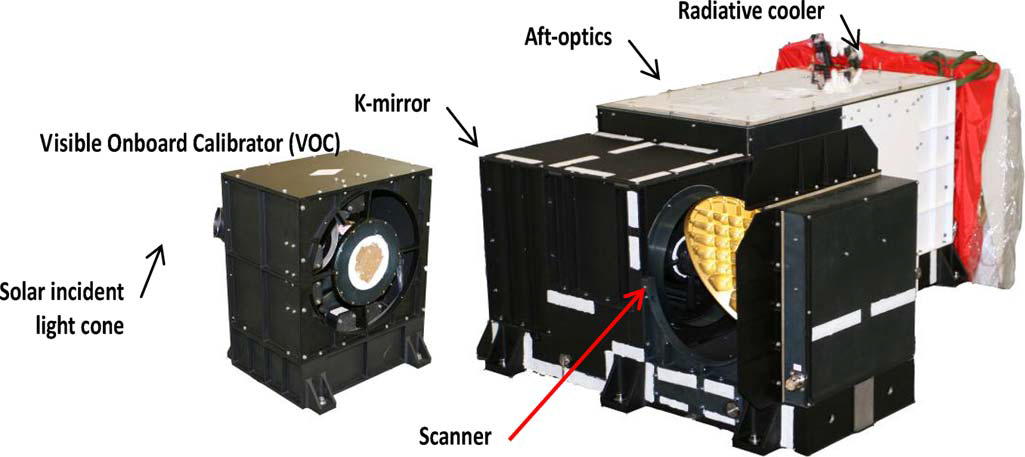 Radiative cooler
Aft-optics
K-mirror
Visible Onboard Calibrator (VOC)
Solar incident
light cone
Scanner